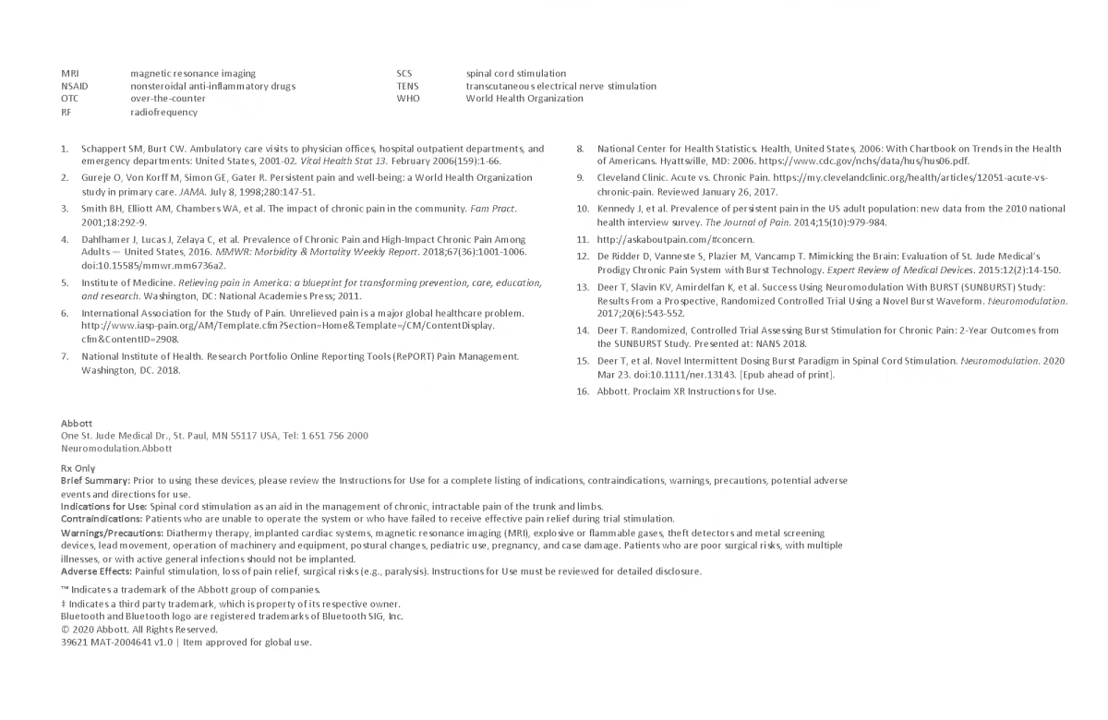 MRI magnetic resonance imaging
NSAID nonsteroidal anti-inflammatory drugs
OTC over-the-counter
RF radiofrequency
SCS spinal cord stimulation
TENS transcutaneous electrical nerve stimulation
WHO World Health Organization
1. Schappert SM, Burt CW. Ambulatory care visits to physician offices, hospital outpatient departments, and
emergency departments: United States, 2001-02. Vital Health Stat 13. February 2006(159):1-66.
2. Gureje O, Von Korff M, Simon GE, Gater R. Persistent pain and well-being: a World Health Organization
study in primary care. JAMA. July 8, 1998;280:147-51.
3. Smith BH, Elliott AM, Chambers WA, et al. The impact of chronic pain in the community. Fam Pract.
2001;18:292-9.
4. Dahlhamer J, Lucas J, Zelaya C, et al. Prevalence of Chronic Pain and High-Impact Chronic Pain Among
Adults — United States, 2016. MMWR: Morbidity & Mortality Weekly Report. 2018;67(36):1001-1006.
doi:10.15585/mmwr.mm6736a2.
5. Institute of Medicine. Relieving pain in America: a blueprint for transforming prevention, care, education,
and research. Washington, DC: National Academies Press; 2011.
6. International Association for the Study of Pain. Unrelieved pain is a major global healthcare problem.
http://www.iasp-pain.org/AM/Template.cfm?Section=Home&Template=/CM/ContentDisplay.
cfm&ContentID=2908.
7. National Institute of Health. Research Portfolio Online Reporting Tools (RePORT) Pain Management.
Washington, DC. 2018.
8. National Center for Health Statistics. Health, United States, 2006: With Chartbook on Trends in the Health
of Americans. Hyattsville, MD: 2006. https://www.cdc.gov/nchs/data/hus/hus06.pdf.
9. Cleveland Clinic. Acute vs. Chronic Pain. https://my.clevelandclinic.org/health/articles/12051-acute-vs-
chronic-pain. Reviewed January 26, 2017.
10. Kennedy J, et al. Prevalence of persistent pain in the US adult population: new data from the 2010 national
health interview survey. The Journal of Pain. 2014;15(10):979-984.
11. http://askaboutpain.com/#concern.
12. De Ridder D, Vanneste S, Plazier M, Vancamp T. Mimicking the Brain: Evaluation of St. Jude Medical's
Prodigy Chronic Pain System with Burst Technology. Expert Review of Medical Devices. 2015:12(2):14-150.
13. Deer T, Slavin KV, Amirdelfan K, et al. Success Using Neuromodulation With BURST (SUNBURST) Study:
Results From a Prospective, Randomized Controlled Trial Using a Novel Burst Waveform. Neuromodulation.
2017;20(6):543-552.
14. Deer T. Randomized, Controlled Trial Assessing Burst Stimulation for Chronic Pain: 2-Year Outcomes from
the SUNBURST Study. Presented at: NANS 2018.
15. Deer T, et al. Novel Intermittent Dosing Burst Paradigm in Spinal Cord Stimulation. Neuromodulation. 2020
Mar 23. doi:10.1111/ner.13143. [Epub ahead of print].
16. Abbott. Proclaim XR Instructions for Use.
Abbott
One St. Jude Medical Dr., St. Paul, MN 55117 USA, Tel: 1 651 756 2000
Neuromodulation.Abbott
Rx Only
Brief Summary: Prior to using these devices, please review the Instructions for Use for a complete listing of indications, contraindications, warnings, precautions, potential adverse
events and directions for use.
Indications for Use: Spinal cord stimulation as an aid in the management of chronic, intractable pain of the trunk and limbs.
Contraindications: Patients who are unable to operate the system or who have failed to receive effective pain relief during trial stimulation.
Warnings/Precautions: Diathermy therapy, implanted cardiac systems, magnetic resonance imaging (MRI), explosive or flammable gases, theft detectors and metal screening
devices, lead movement, operation of machinery and equipment, postural changes, pediatric use, pregnancy, and case damage. Patients who are poor surgical risks, with multiple
illnesses, or with active general infections should not be implanted.
Adverse Effects: Painful stimulation, loss of pain relief, surgical risks (e.g., paralysis). Instructions for Use must be reviewed for detailed disclosure.
™ Indicates a trademark of the Abbott group of companies.
‡ Indicates a third party trademark, which is property of its respective owner.
Bluetooth and Bluetooth logo are registered trademarks of Bluetooth SIG, Inc.
© 2020 Abbott. All Rights Reserved.
39621 MAT-2004641 v1.0 | Item approved for global use.